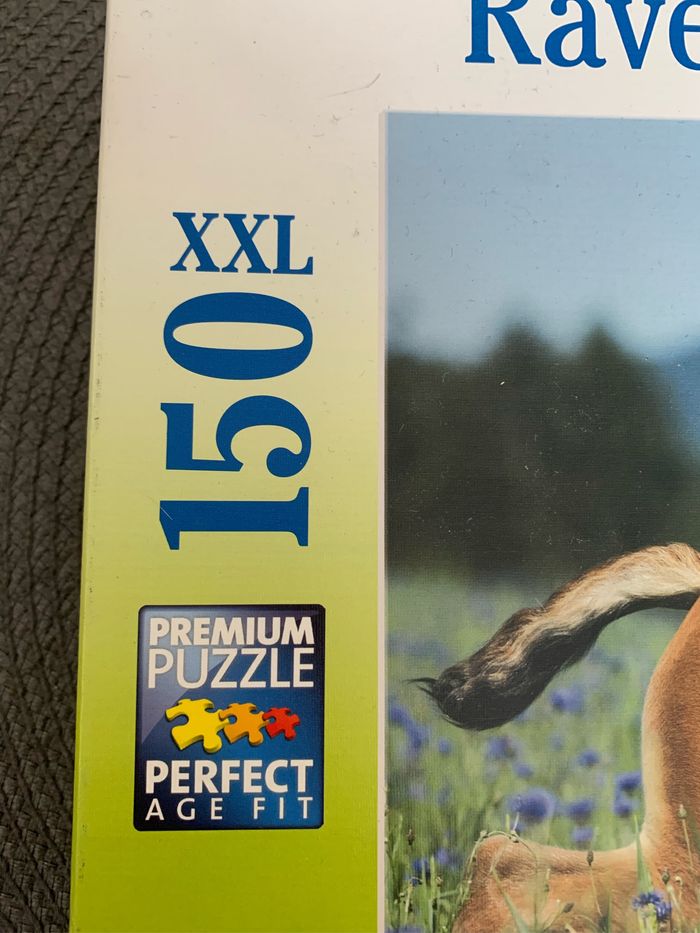 Rave
XXL
150
PREMIUM
PUZZLE
PERFECT
AGE FIT